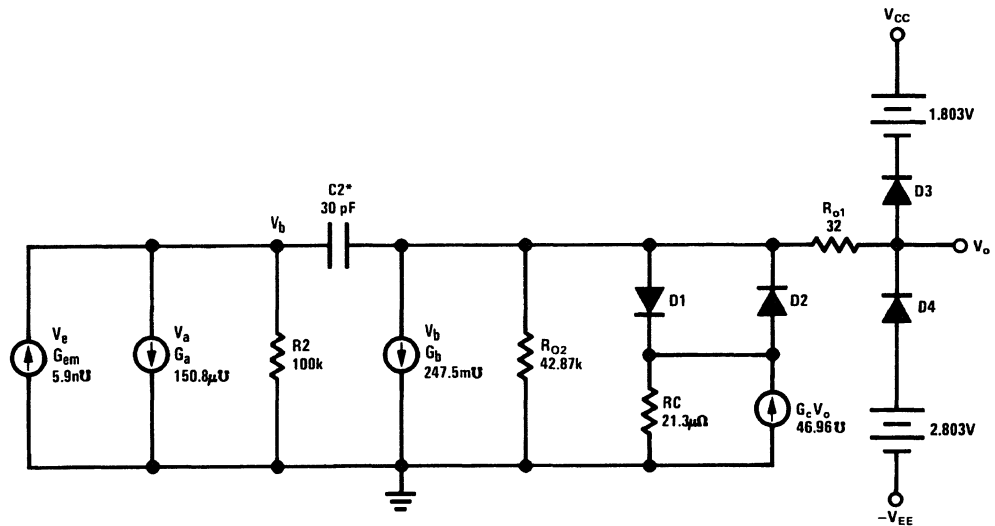 V_CC
1.803V
D3
C2*
30 pF
V_b
R_o1
32
V_o
D1
D2
D4
V_e
G_em
5.9n℧
V_a
G_a
150.8μ℧
R2
100k
V_b
G_b
247.5m℧
R_O2
42.87k
RC
21.3μΩ
G_cV_o
46.96℧
2.803V
-V_EE